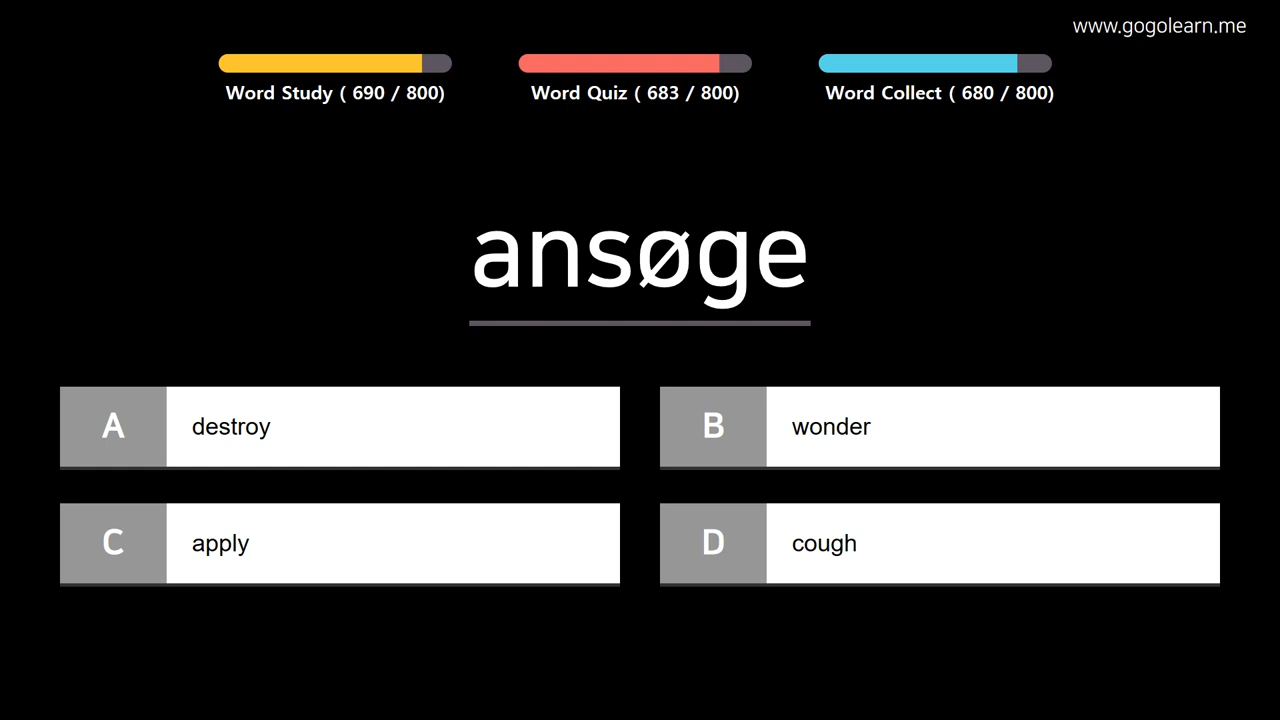 www.gogolearn.me
Word Study ( 690 / 800)
Word Quiz ( 683 / 800)
Word Collect ( 680 / 800)
ansøge
A destroy
B wonder
C apply
D cough